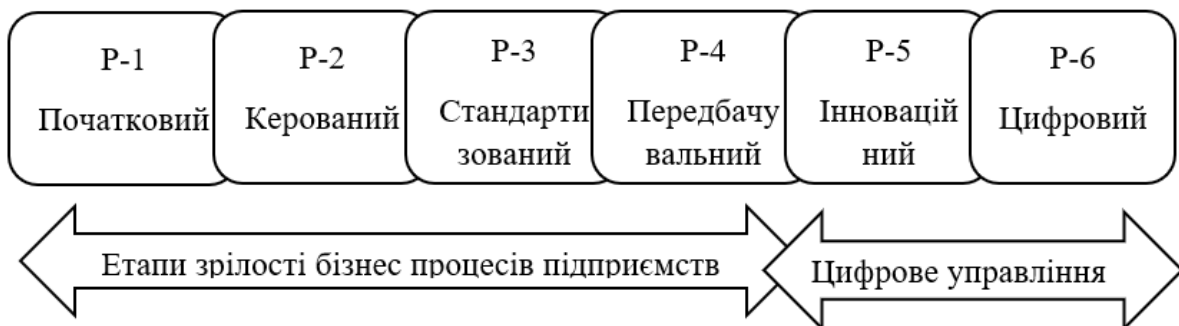 Р-1
Початковий
Р-2
Керований
Р-3
Стандарти
зований
Р-4
Передбачу
вальний
Р-5
Інновацій
ний
Р-6
Цифровий
Етапи зрілості бізнес процесів підприємств
Цифрове управління